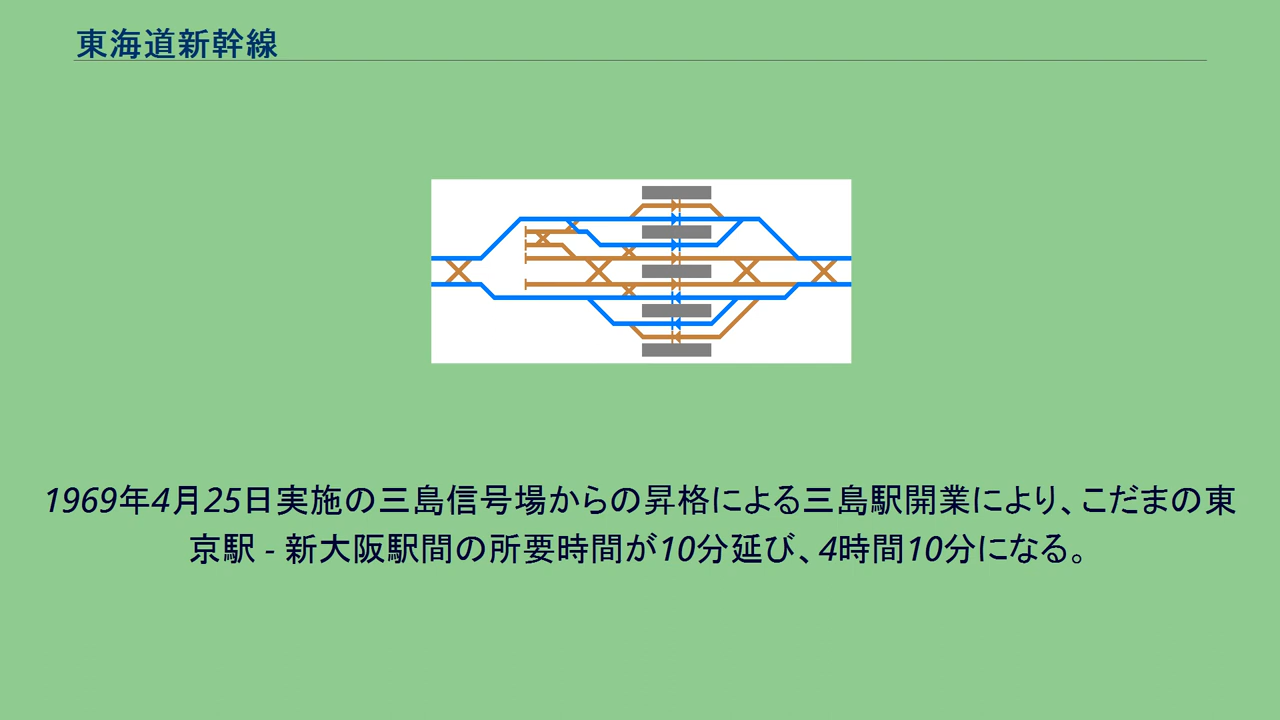 東海道新幹線
1969年4月25日実施の三島信号場からの昇格による三島駅開業により、こだまの東
京駅 - 新大阪駅間の所要時間が10分延び、4時間10分になる。